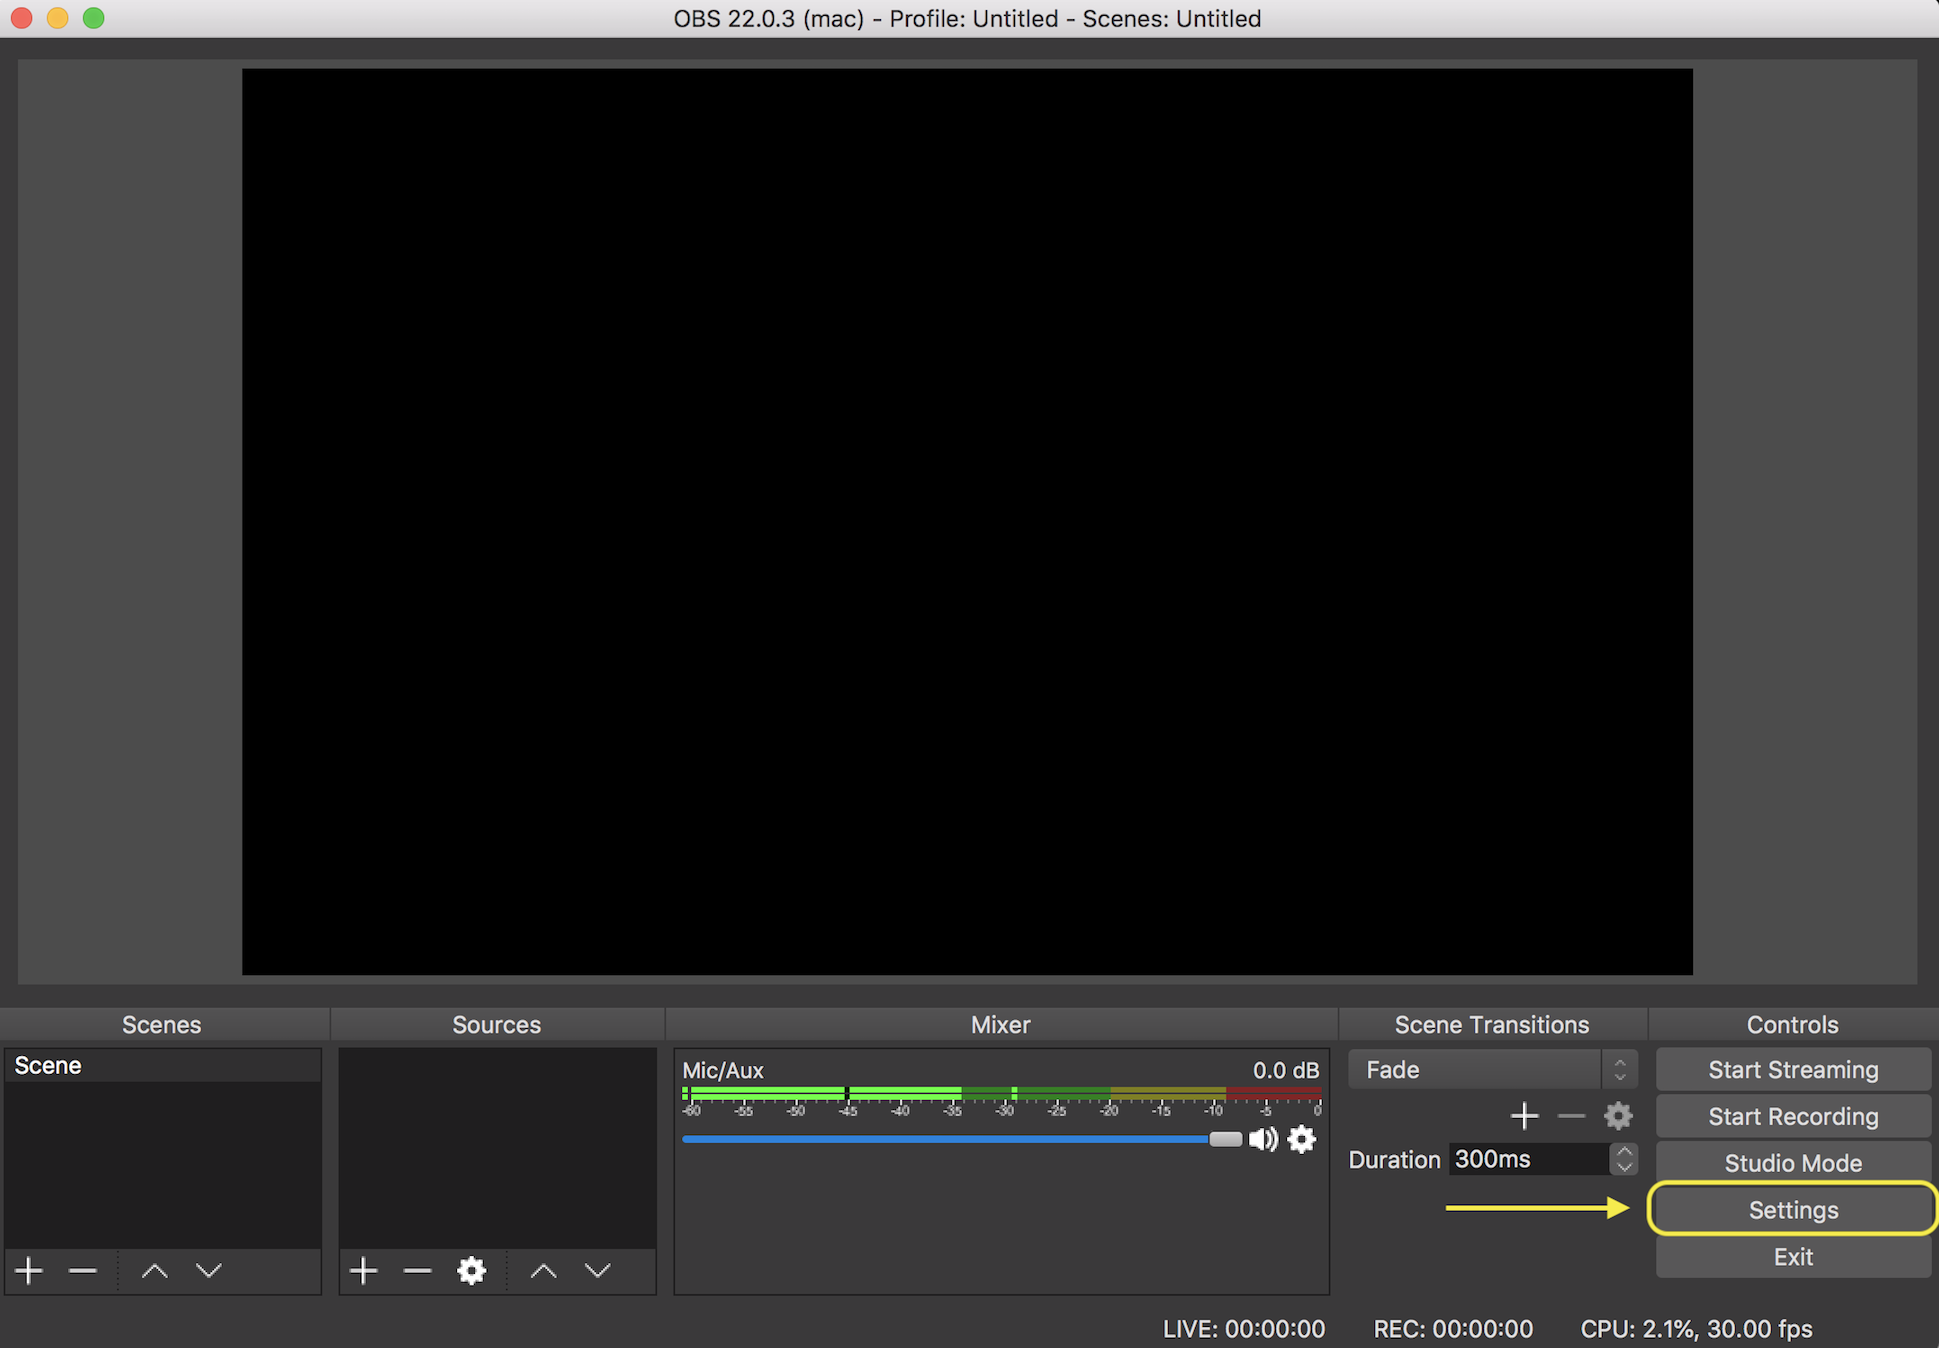 OBS 22.0.3 (mac) - Profile: Untitled - Scenes: Untitled
Scenes
Sources
Mixer
Scene Transitions
Controls
Scene
Mic/Aux
0.0 dB
-60 -55 -50 -45 -40 -35 -30 -25 -20 -15 -10 -5 0
Fade
Duration 300ms
Start Streaming
Start Recording
Studio Mode
Settings
Exit
LIVE: 00:00:00
REC: 00:00:00
CPU: 2.1%, 30.00 fps